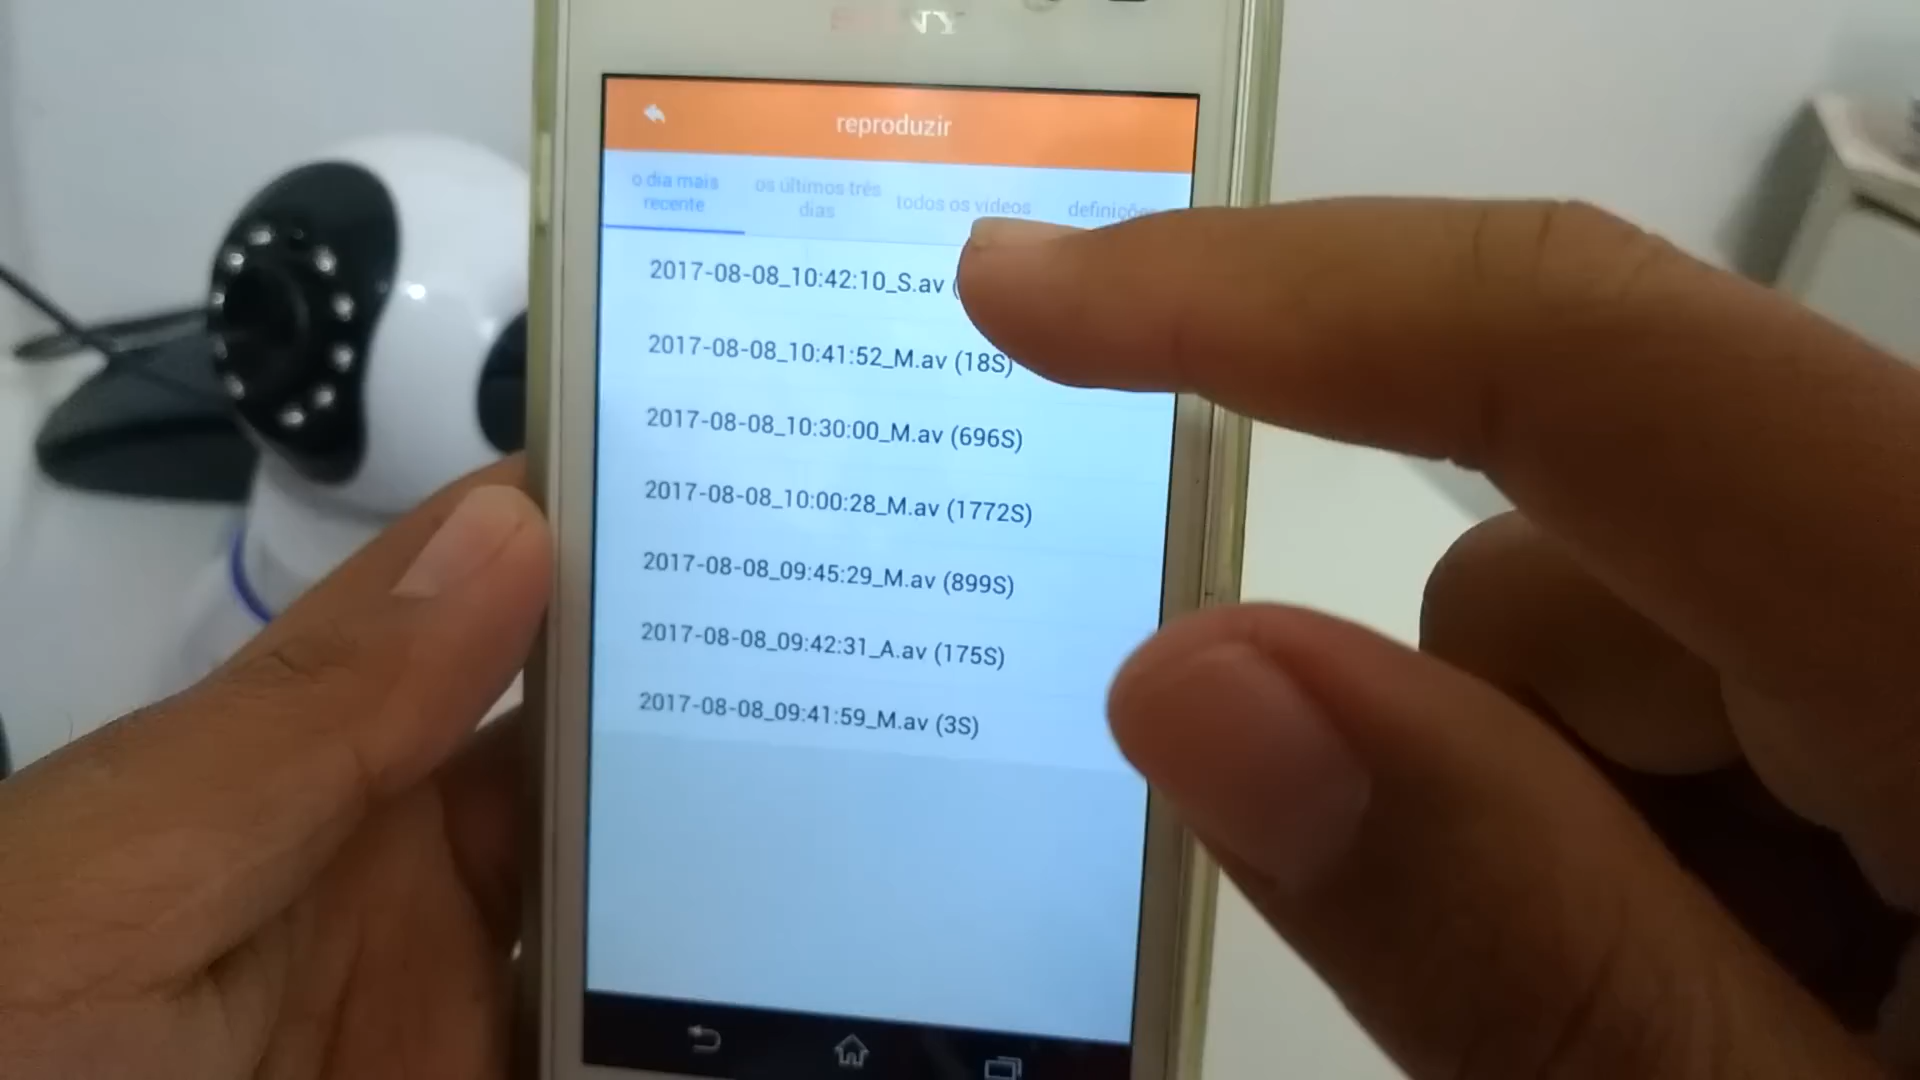 SONY
reproduzir
o dia mais
recente
os últimos três
dias
todos os vídeos
2017-08-08_10:42:10_S.av (
2017-08-08_10:41:52_M.av (18S)
2017-08-08_10:30:00_M.av (696S)
2017-08-08_10:00:28_M.av (1772S)
2017-08-08_09:45:29_M.av (899S)
2017-08-08_09:42:31_A.av (175S)
2017-08-08_09:41:59_M.av (3S)